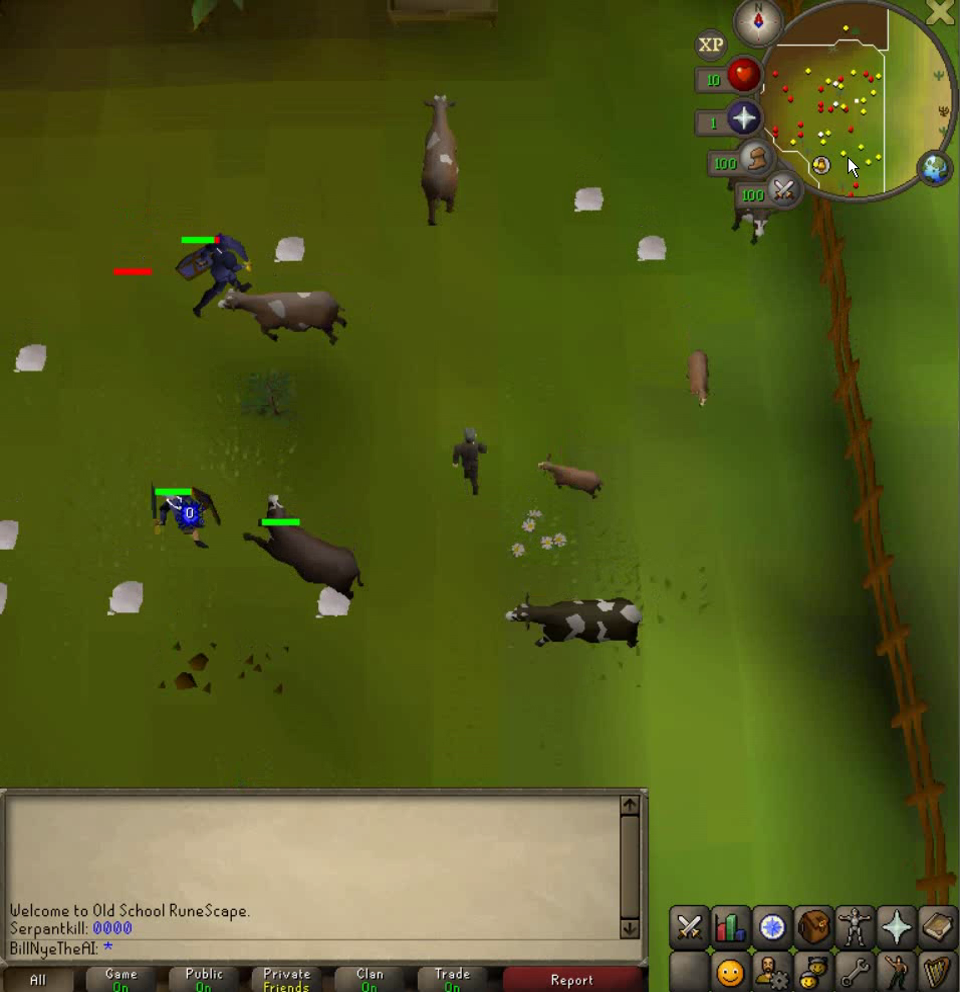 N
XP
10
1
100
100
0
Welcome to Old School RuneScape.
Serpantkill: 0000
BillNyeTheAI: *
All
Game
On
Public
On
Private
Friends
Clan
On
Trade
On
Report